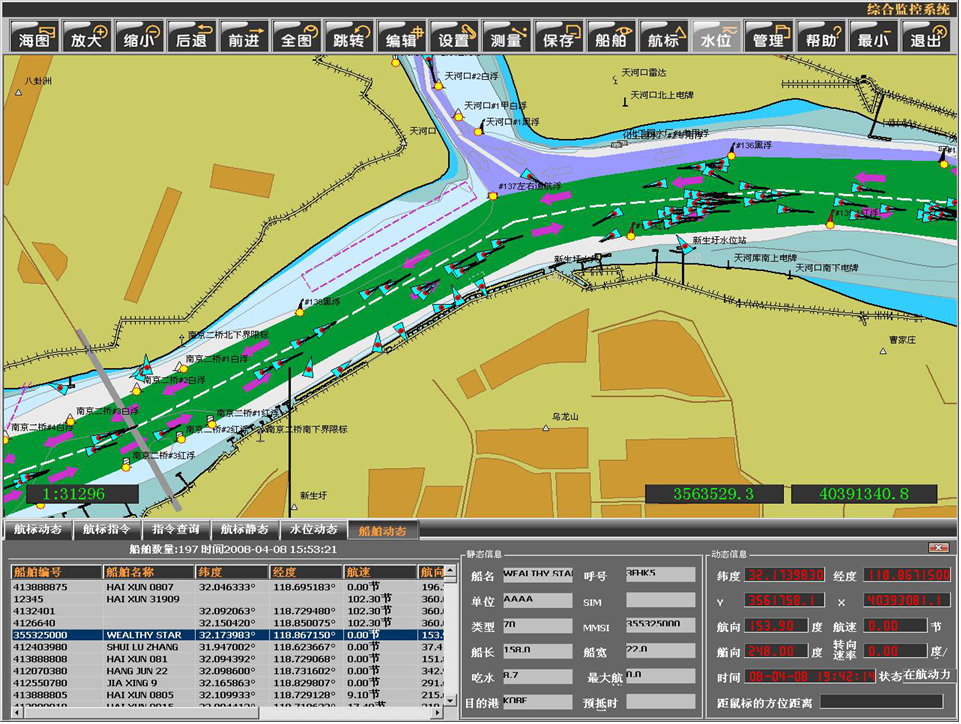 综合监控系统
海图 放大 缩小 后退 前进 全图 跳转 编辑 设置 测量 保存 船舶 航标 水位 管理 帮助 最小 退出
八卦洲
天河口#2白浮
天河口雷达
天河口#1甲白浮
天河口北上电牌
天河口#1黑浮
天河口
#136黑浮
#137左右通航浮
新生圩水位站
天河库南上电牌
天河口南下电牌
#138黑浮
南京二桥北下界限标
曹家庄
南京二桥#1白浮
南京二桥#2白浮
南京二桥#3白浮
南京二桥#1红浮
乌龙山
南京二桥#4白浮
南京二桥#2红浮
南京二桥南下界限标
南京二桥#3红浮
新生圩
1:31296
3563529.3
40391340.8
航标动态 航标指令 指令查询 航标静态 水位动态 船舶动态
船舶数量:197 时间2008-04-08 15:53:21
船舶编号 船舶名称 纬度 经度 航速 航向
413888875 HAI XUN 0807 32.046333° 118.695183° 0.00节 196.
12345 HAI XUN 31909 102.30节 360.
4132401 32.092063° 118.729480° 102.30节 360.
4126640 32.150420° 118.850075° 102.30节 360.
355325000 WEALTHY STAR 32.173983° 118.867150° 0.00节 153.
412403980 SHUI LU ZHANG 31.947002° 118.623667° 0.00节 37.4
413888808 HAI XUN 081 32.094392° 118.729068° 0.00节 151.
412070380 HANG JUN 22 32.098600° 118.731602° 0.00节 342.
412550780 JIA XING 9 32.165863° 118.829807° 0.00节 291.
413888805 HAI XUN 0805 32.109933° 118.729128° 9.10节 215.
静态信息
船名 WEALTHY STAR 呼号 3FHK5
单位 AAAA SIM
类型 70 MMSI 355325000
船长 158.0 船宽 22.0
吃水 8.7 最大航 0.0
目的港 KOBE 预抵时
动态信息
纬度 32.1739830 经度 118.8671500
Y 3561758.1 X 40393081.1
航向 153.90 度 航速 0.00 节
船向 248.00 度 转向速率 0.00 度/
时间 08-04-08 19:42:14 状态 在航动力
距鼠标的方位距离